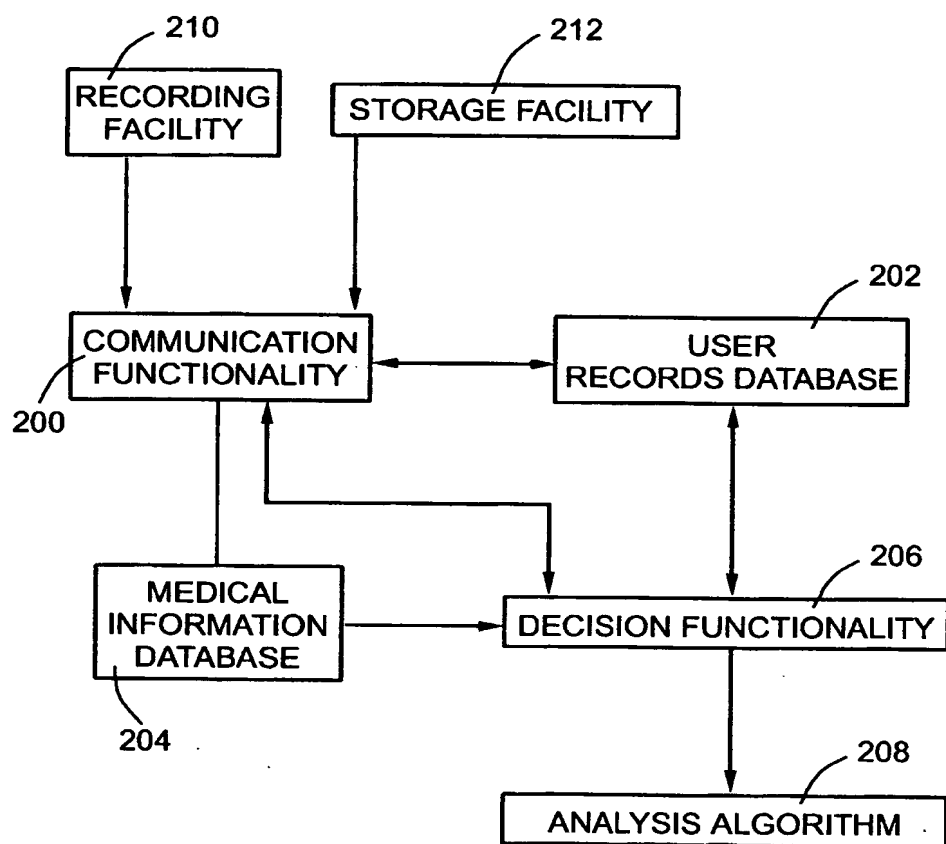 210
212
RECORDING
FACILITY
STORAGE FACILITY
202
COMMUNICATION
FUNCTIONALITY
USER
RECORDS DATABASE
200
206
MEDICAL
INFORMATION
DATABASE
DECISION FUNCTIONALITY
204
208
ANALYSIS ALGORITHM